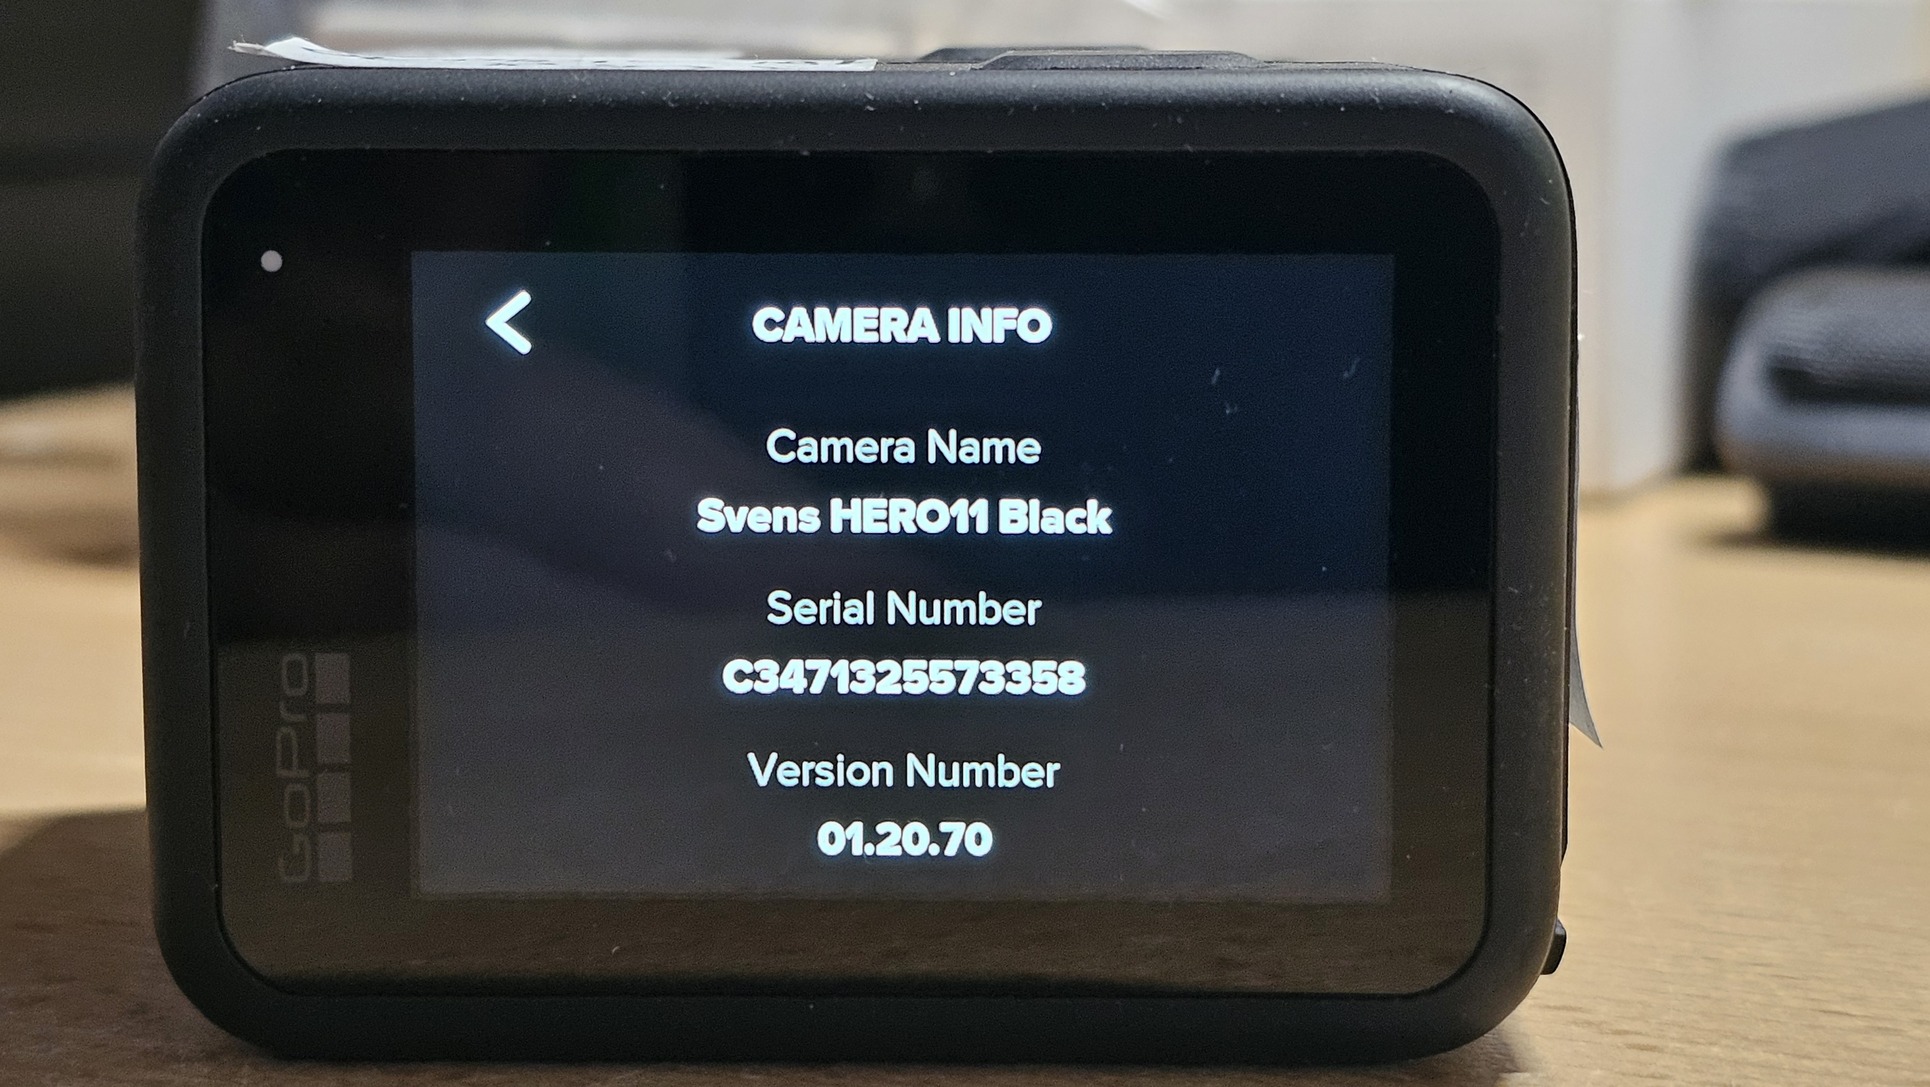 CAMERA INFO
Camera Name
Svens HERO11 Black
Serial Number
C3471325573358
Version Number
01.20.70
GoPro